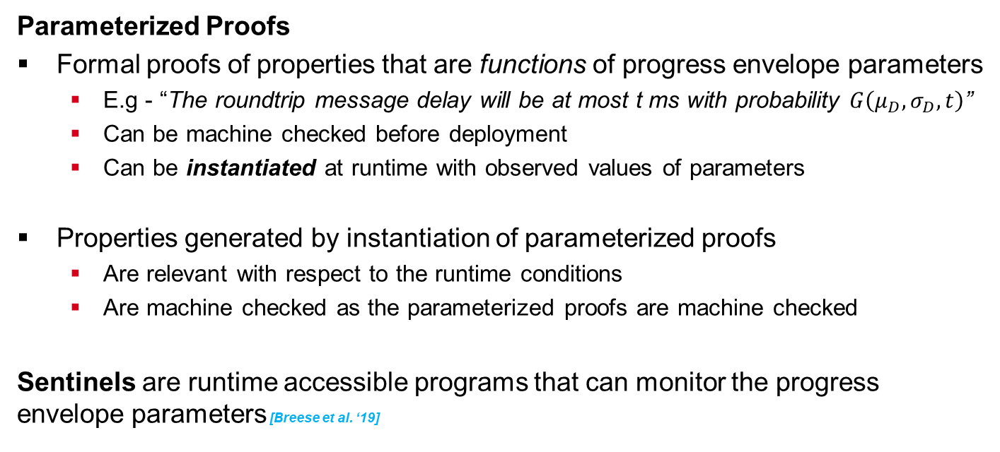 Parameterized Proofs
▪ Formal proofs of properties that are functions of progress envelope parameters
▪ E.g - “The roundtrip message delay will be at most t ms with probability 𝐺(𝜇_𝐷, 𝜎_𝐷, 𝑡)”
▪ Can be machine checked before deployment
▪ Can be instantiated at runtime with observed values of parameters
▪ Properties generated by instantiation of parameterized proofs
▪ Are relevant with respect to the runtime conditions
▪ Are machine checked as the parameterized proofs are machine checked
Sentinels are runtime accessible programs that can monitor the progress
envelope parameters [Breese et al. ‘19]